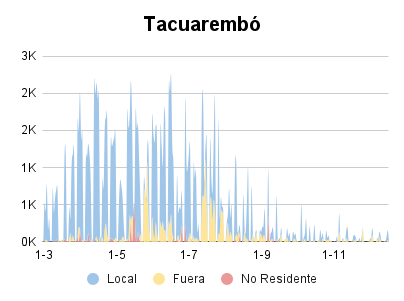 Tacuarembó
3K
2K
2K
1K
1K
0K
1-3 1-5 1-7 1-9 1-11
Local Fuera No Residente